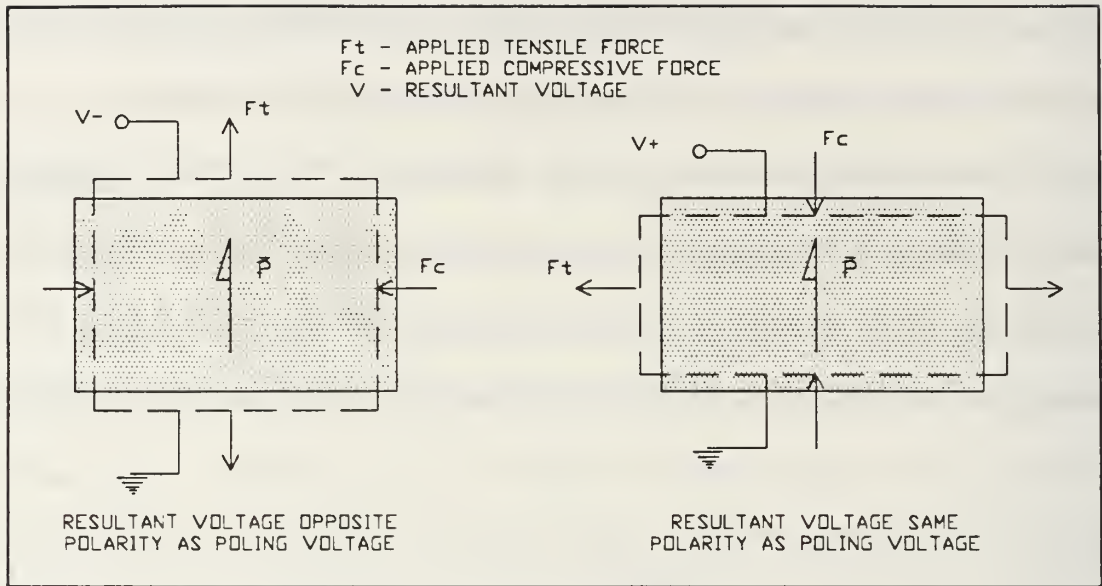 Ft - APPLIED TENSILE FORCE
Fc - APPLIED COMPRESSIVE FORCE
V - RESULTANT VOLTAGE
V-
Ft
P̄
Fc
RESULTANT VOLTAGE OPPOSITE
POLARITY AS POLING VOLTAGE
V+
Fc
Ft
P̄
RESULTANT VOLTAGE SAME
POLARITY AS POLING VOLTAGE